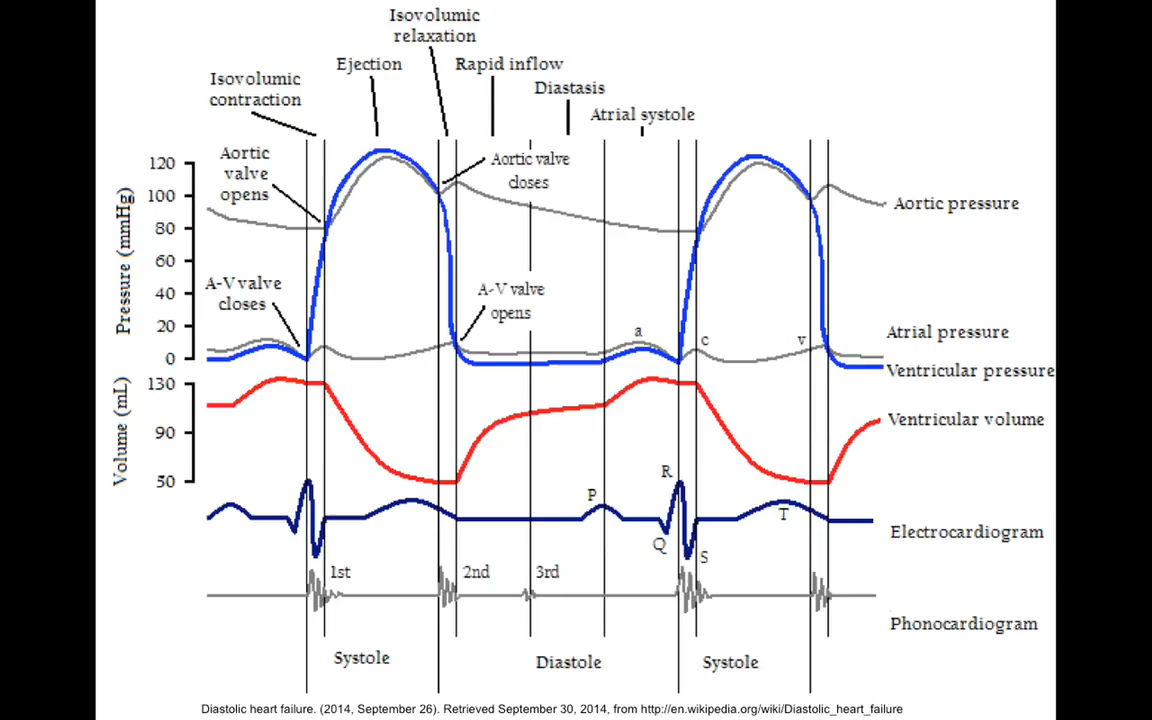 Isovolumic
relaxation
Ejection
Rapid inflow
Isovolumic
contraction
Diastasis
Atrial systole
Aortic
valve
opens
Aortic valve
closes
120
100
80
60
40
20
0
Pressure (mmHg)
Aortic pressure
A-V valve
closes
A-V valve
opens
a
c
v
Atrial pressure
Ventricular pressure
130
90
50
Volume (mL)
Ventricular volume
R
P
T
Q
S
Electrocardiogram
1st
2nd
3rd
Phonocardiogram
Systole
Diastole
Systole
Diastolic heart failure. (2014, September 26). Retrieved September 30, 2014, from http://en.wikipedia.org/wiki/Diastolic_heart_failure